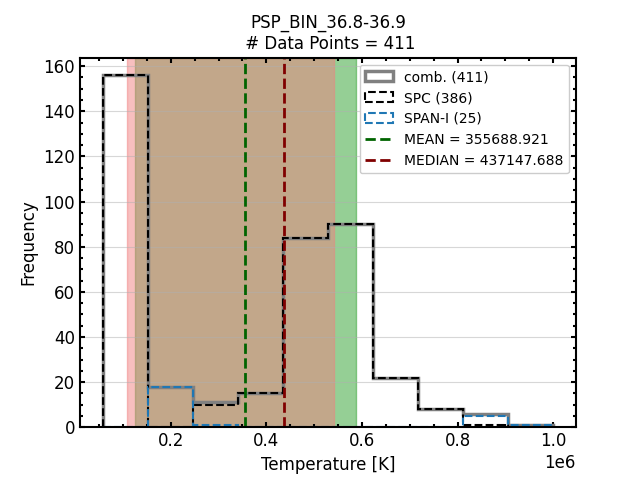 PSP_BIN_36.8-36.9
# Data Points = 411
comb. (411)
SPC (386)
SPAN-I (25)
MEAN = 355688.921
MEDIAN = 437147.688
Frequency
160
140
120
100
80
60
40
20
0
0.2 0.4 0.6 0.8 1.0
1e6
Temperature [K]